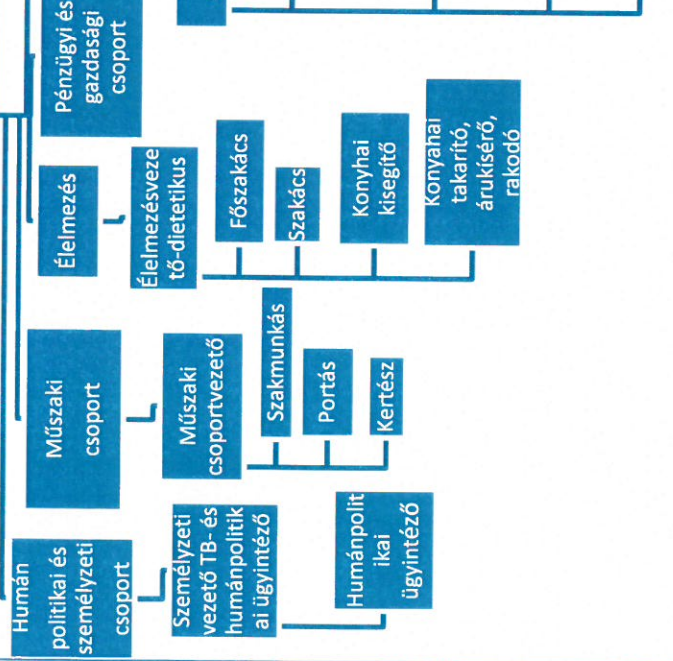 Humán
politikai és
személyzeti
csoport
Személyzeti
vezető TB- és
humánpolitik
ai ügyintéző
Humánpolit
ikai
ügyintéző
Műszaki
csoport
Műszaki
csoportvezető
Szakmunkás
Portás
Kertész
Élelmezés
Élelmezésveze
tő-dietetikus
Főszakács
Szakács
Konyhai
kisegítő
Konyahai
takarító,
árukísérő,
rakodó
Pénzügyi és
gazdasági
csoport